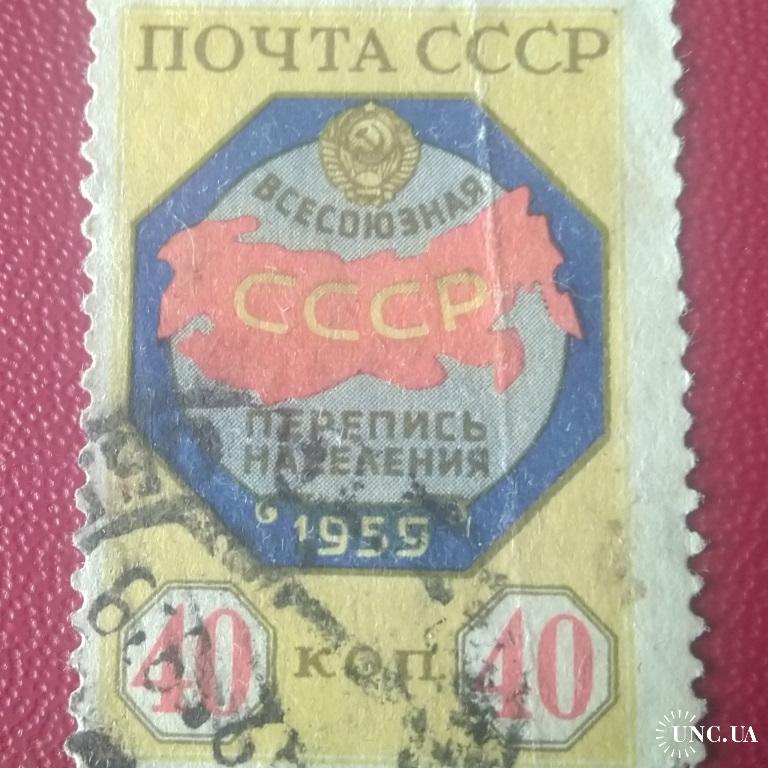 ПОЧТА СССР
ВСЕСОЮЗНАЯ
СССР
ПЕРЕПИСЬ
НАСЕЛЕНИЯ
1959
40 КОП. 40
UNC.UA